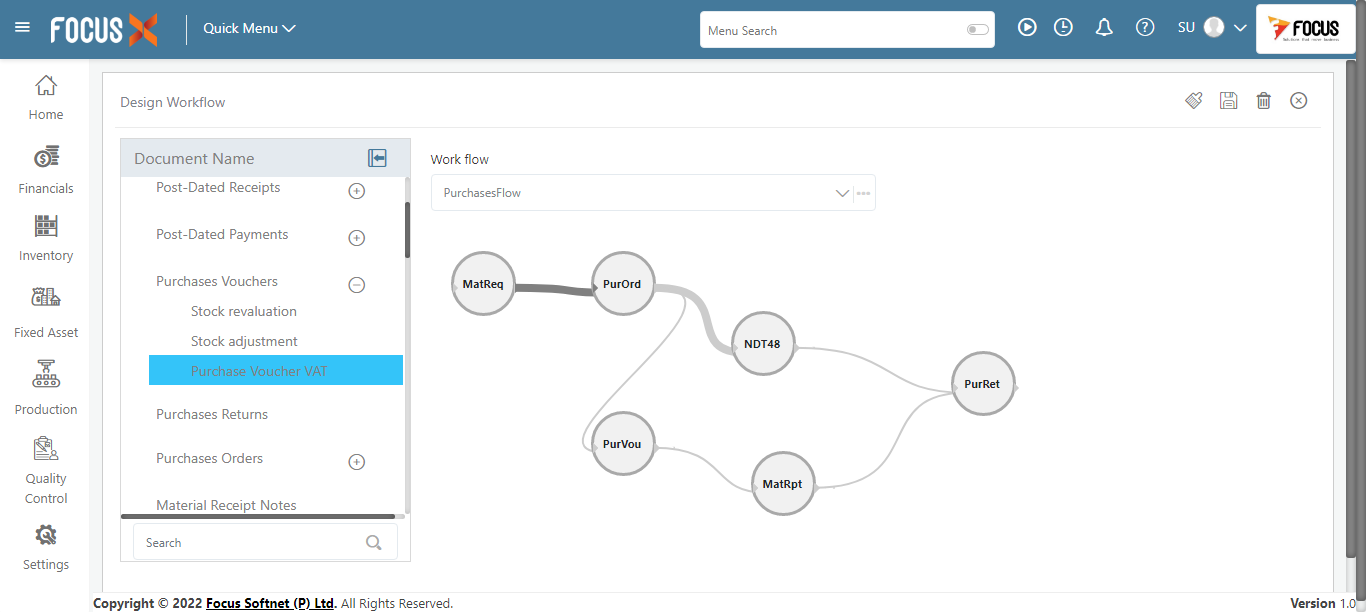 FOCUS X
Quick Menu
Menu Search
SU
FOCUS
Home
Financials
Inventory
Fixed Asset
Production
Quality
Control
Settings
Design Workflow
Document Name
Post-Dated Receipts
Post-Dated Payments
Purchases Vouchers
Stock revaluation
Stock adjustment
Purchase Voucher VAT
Purchases Returns
Purchases Orders
Material Receipt Notes
Search
Work flow
PurchasesFlow
MatReq
PurOrd
NDT48
PurRet
PurVou
MatRpt
Copyright © 2022 Focus Softnet (P) Ltd. All Rights Reserved.
Version 1.0